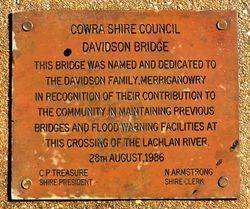 COWRA SHIRE COUNCIL
DAVIDSON BRIDGE
THIS BRIDGE WAS NAMED AND DEDICATED TO
THE DAVIDSON FAMILY, MERRIGANOWRY
IN RECOGNITION OF THEIR CONTRIBUTION TO
THE COMMUNITY IN MAINTAINING PREVIOUS
BRIDGES AND FLOOD WARNING FACILITIES AT
THIS CROSSING OF THE LACHLAN RIVER
28TH AUGUST, 1986
C P TREASURE N ARMSTRONG
SHIRE PRESIDENT SHIRE CLERK